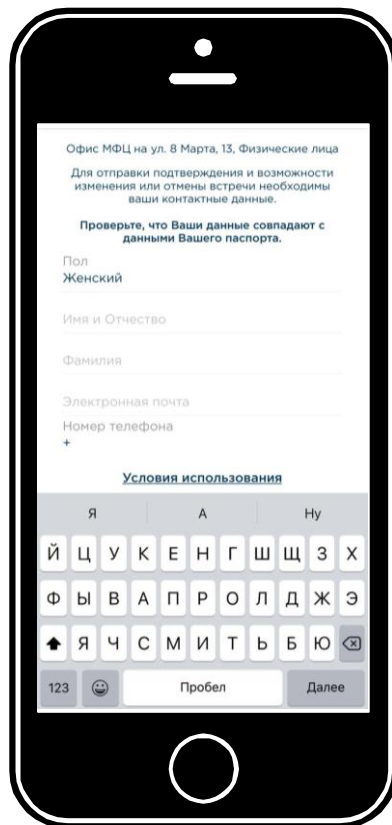 Офис МФЦ на ул. 8 Марта, 13, Физические лица
Для отправки подтверждения и возможности
изменения или отмены встречи необходимы
ваши контактные данные.
Проверьте, что Ваши данные совпадают с
данными Вашего паспорта.
Пол
Женский
Имя и Отчество
Фамилия
Электронная почта
Номер телефона
+
Условия использования
Я А Ну
Й Ц У К Е Н Г Ш Щ З Х
Ф Ы В А П Р О Л Д Ж Э
Я Ч С М И Т Ь Б Ю
123 Пробел Далее